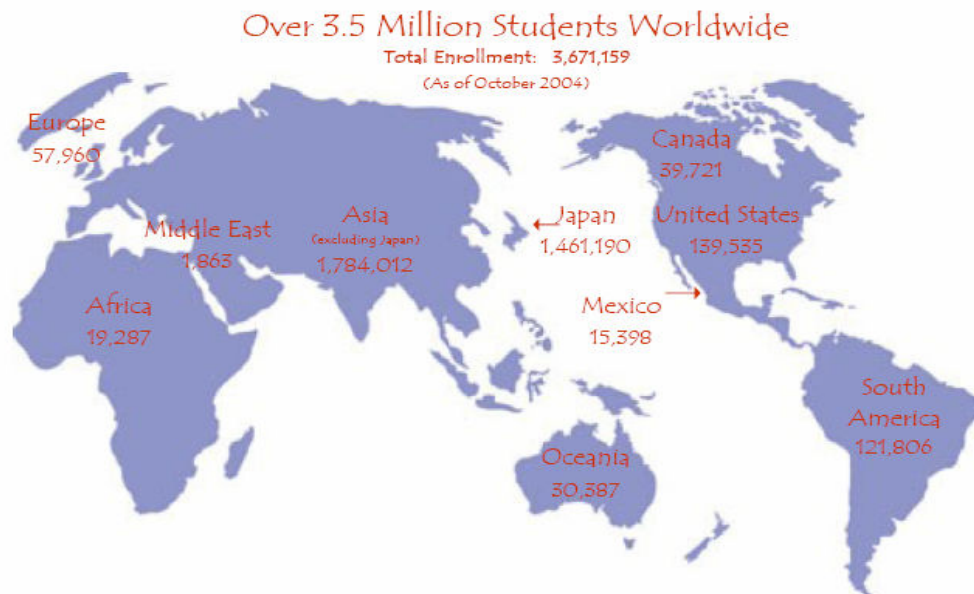 Over 3.5 Million Students Worldwide
Total Enrollment: 3,671,159
(As of October 2004)
Europe
57,960
Canada
39,721
Middle East
1,863
Asia
(excluding Japan)
1,784,012
Japan
1,461,190
United States
139,535
Africa
19,287
Mexico
15,398
South
America
121,806
Oceania
30,387